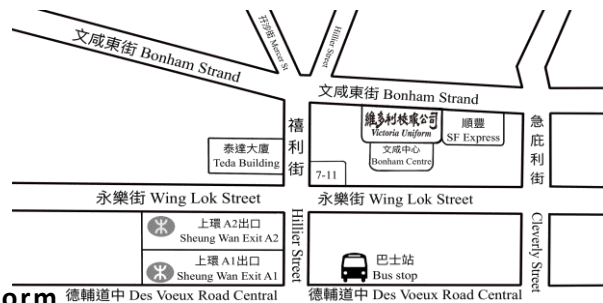 孖沙街 Mercer St
Hillier Street
文咸東街 Bonham Strand
文咸東街 Bonham Strand
禧利街
維多利校服公司
Victoria Uniform
順豐
SF Express
急庇利街
泰達大廈
Teda Building
文咸中心
Bonham Centre
7-11
永樂街 Wing Lok Street
永樂街 Wing Lok Street
上環 A2出口
Sheung Wan Exit A2
上環 A1出口
Sheung Wan Exit A1
Hillier Street
巴士站
Bus stop
Cleverly Street
orm
德輔道中 Des Voeux Road Central
德輔道中 Des Voeux Road Central